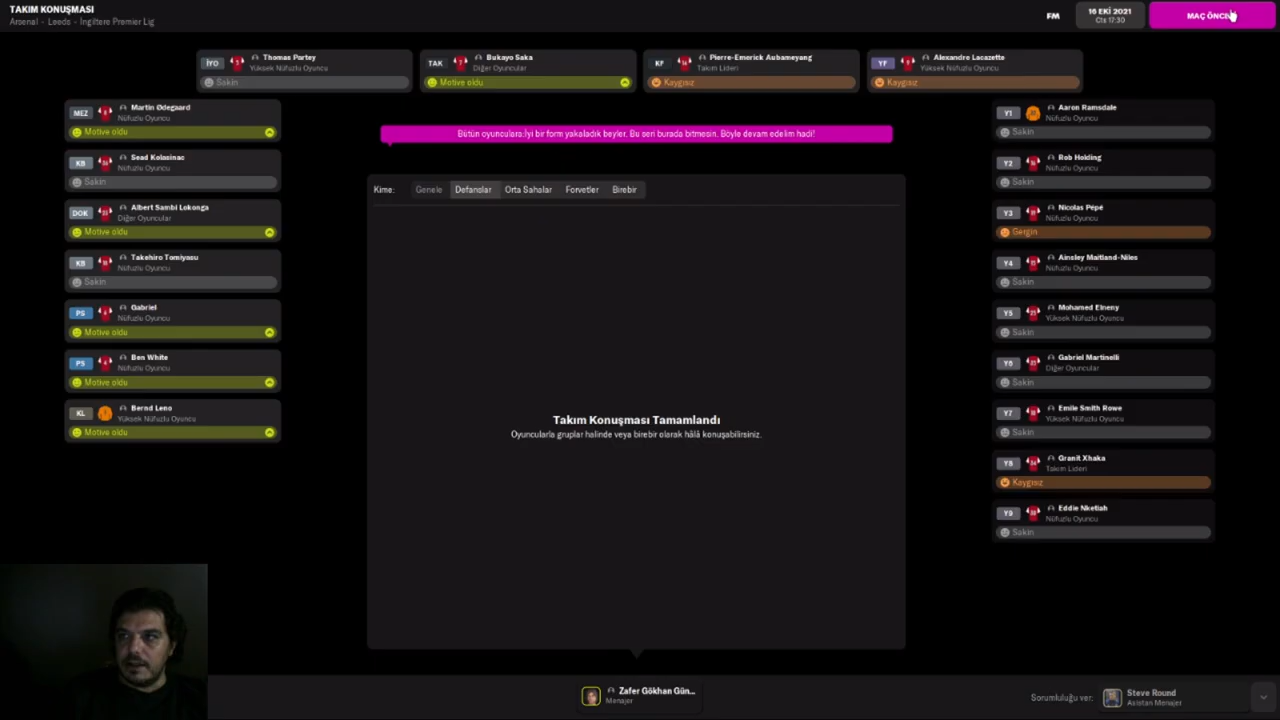 TAKIM KONUŞMASI
Arsenal - Leeds - İngiltere Premier Lig
FM
16 EKİ 2021
Cts 17:30
MAÇ ÖNCESİ
İYO
Thomas Partey
Yüksek Nüfuzlu Oyuncu
Sakin
TAK
Bukayo Saka
Diğer Oyuncular
Motive oldu
KF
Pierre-Emerick Aubameyang
Takım Lideri
Kaygısız
YF
Alexandre Lacazette
Yüksek Nüfuzlu Oyuncu
Kaygısız
MEZ
Martin Ødegaard
Nüfuzlu Oyuncu
Motive oldu
KB
Sead Kolasinac
Nüfuzlu Oyuncu
Sakin
DOK
Albert Sambi Lokonga
Diğer Oyuncular
Motive oldu
KB
Takehiro Tomiyasu
Nüfuzlu Oyuncu
Sakin
PS
Gabriel
Nüfuzlu Oyuncu
Motive oldu
PS
Ben White
Nüfuzlu Oyuncu
Motive oldu
KL
Bernd Leno
Yüksek Nüfuzlu Oyuncu
Motive oldu
Bütün oyunculara:İyi bir form yakaladık beyler. Bu seri burada bitmesin. Böyle devam edelim hadi!
Kime: Genele Defanslar Orta Sahalar Forvetler Birebir
Takım Konuşması Tamamlandı
Oyuncularla gruplar halinde veya birebir olarak hâlâ konuşabilirsiniz.
Y1
Aaron Ramsdale
Nüfuzlu Oyuncu
Sakin
Y2
Rob Holding
Nüfuzlu Oyuncu
Sakin
Y3
Nicolas Pépé
Nüfuzlu Oyuncu
Gergin
Y4
Ainsley Maitland-Niles
Nüfuzlu Oyuncu
Sakin
Y5
Mohamed Elneny
Yüksek Nüfuzlu Oyuncu
Sakin
Y6
Gabriel Martinelli
Diğer Oyuncular
Sakin
Y7
Emile Smith Rowe
Yüksek Nüfuzlu Oyuncu
Sakin
Y8
Granit Xhaka
Takım Lideri
Kaygısız
Y9
Eddie Nketiah
Nüfuzlu Oyuncu
Sakin
Zafer Gökhan Gün...
Menajer
Sorumluluğu ver:
Steve Round
Asistan Menajer